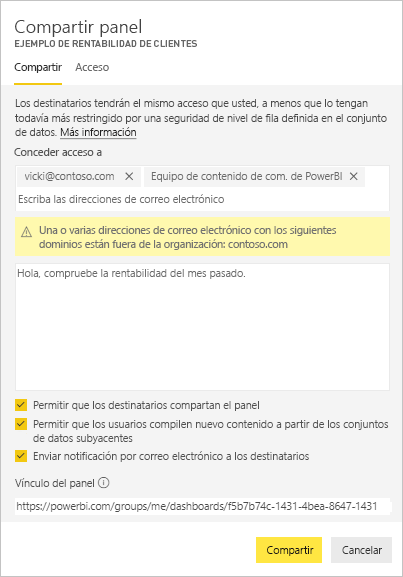 Compartir panel
EJEMPLO DE RENTABILIDAD DE CLIENTES
Compartir Acceso
Los destinatarios tendrán el mismo acceso que usted, a menos que lo tengan
todavía más restringido por una seguridad de nivel de fila definida en el conjunto
de datos. Más información
Conceder acceso a
vicki@contoso.com Equipo de contenido de com. de PowerBI
Escriba las direcciones de correo electrónico
Una o varias direcciones de correo electrónico con los siguientes
dominios están fuera de la organización: contoso.com
Hola, compruebe la rentabilidad del mes pasado.
Permitir que los destinatarios compartan el panel
Permitir que los usuarios compilen nuevo contenido a partir de los conjuntos
de datos subyacentes
Enviar notificación por correo electrónico a los destinatarios
Vínculo del panel
https://powerbi.com/groups/me/dashboards/f5b7b74c-1431-4bea-8647-1431
Compartir Cancelar